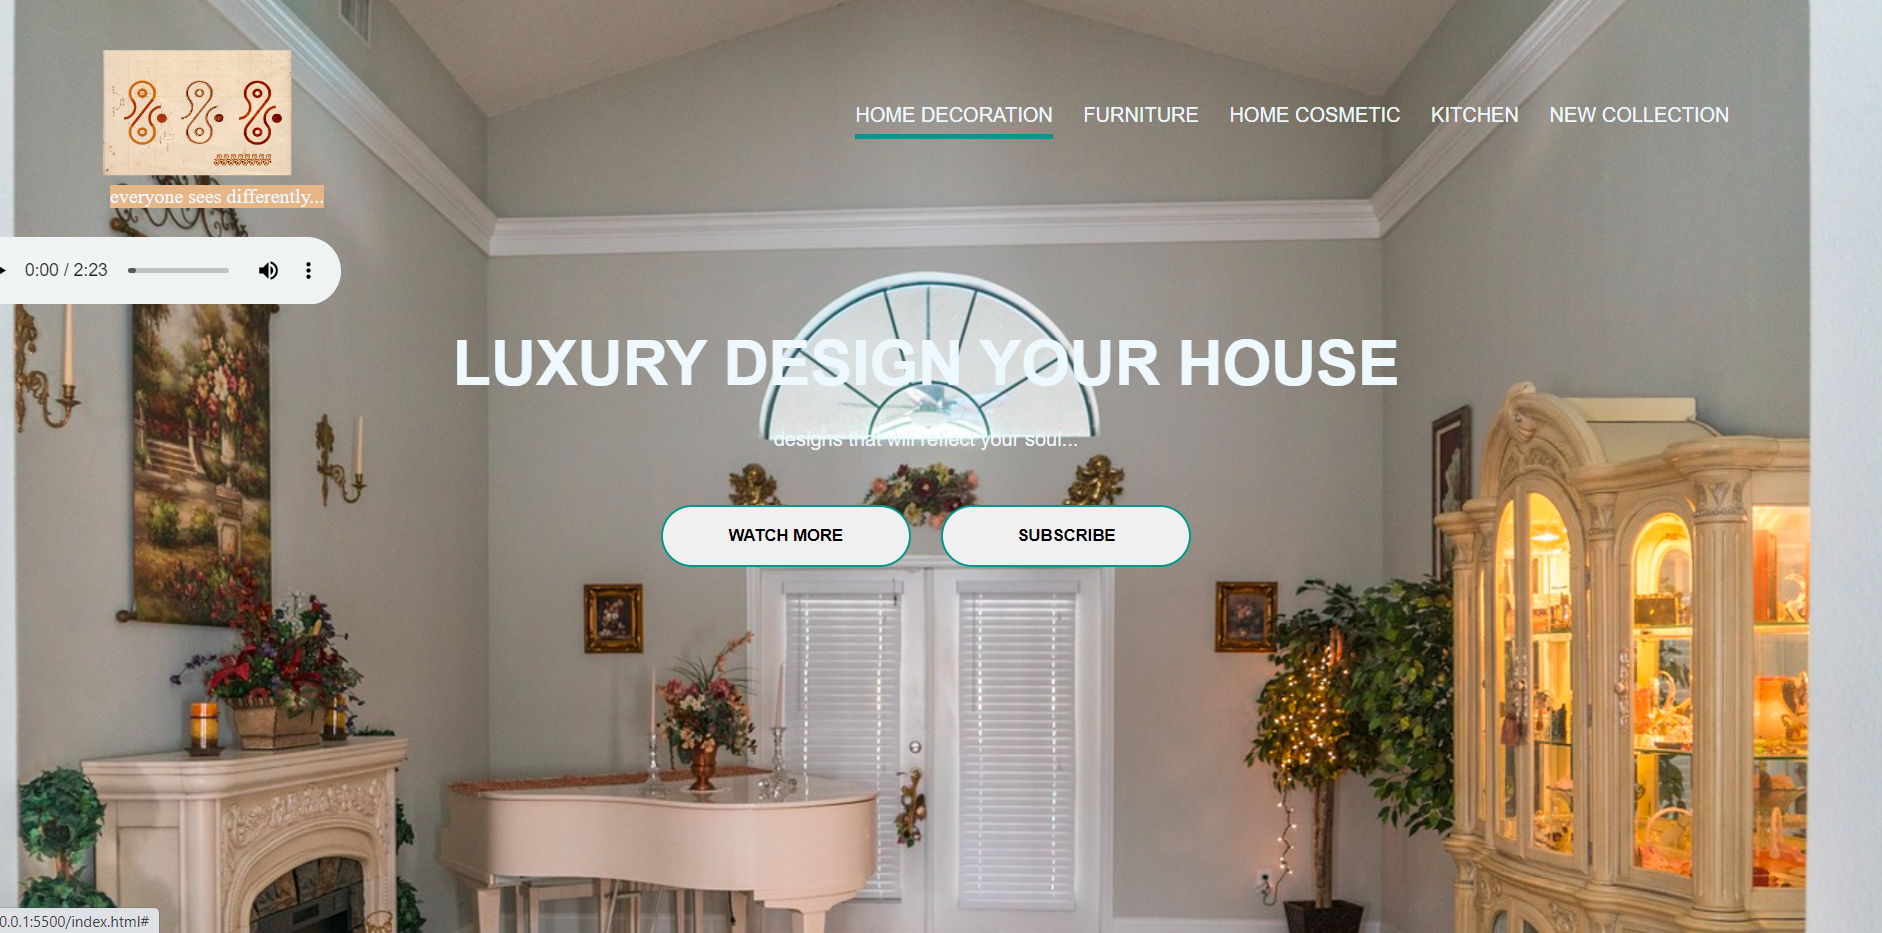 HOME DECORATION FURNITURE HOME COSMETIC KITCHEN NEW COLLECTION
everyone sees differently...
0:00 / 2:23
LUXURY DESIGN YOUR HOUSE
designs that will reflect your soul...
WATCH MORE SUBSCRIBE
0.0.1:5500/index.html#